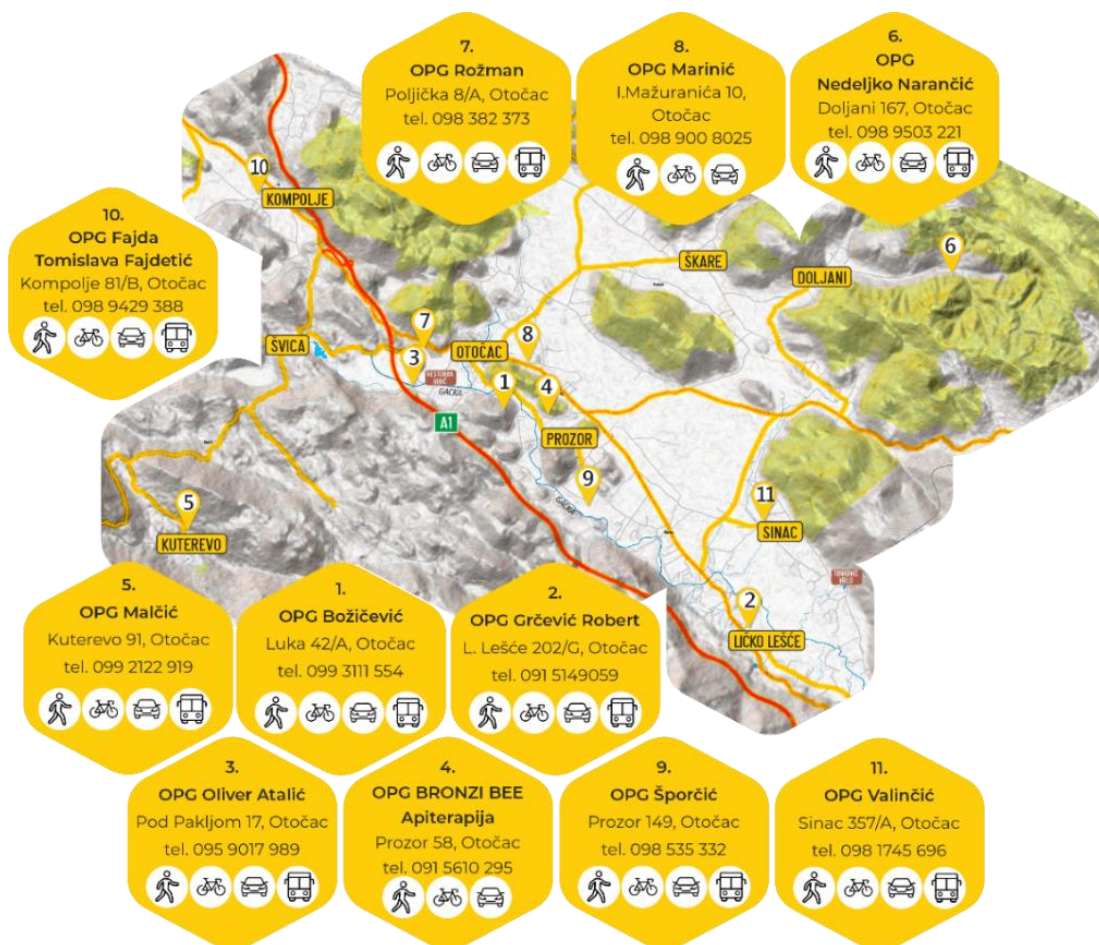 7.
OPG Rožman
Poljička 8/A, Otočac
tel. 098 382 373
8.
OPG Marinić
I.Mažuranića 10,
Otočac
tel. 098 900 8025
6.
OPG
Nedeljko Narančić
Doljani 167, Otočac
tel. 098 9503 221
10.
OPG Fajda
Tomislava Fajdetić
Kompolje 81/B, Otočac
tel. 098 9429 388
10
KOMPOLJE
ŠKARE
DOLJANI
6
ŠVICA
7
3
OTOČAC
8
GACKA
1
4
A1
PROZOR
9
GACKA
11
SINAC
5
KUTEREVO
2
LIČKO LEŠĆE
5.
OPG Malčić
Kuterevo 91, Otočac
tel. 099 2122 919
1.
OPG Božičević
Luka 42/A, Otočac
tel. 099 3111 554
2.
OPG Grčević Robert
L. Lešće 202/G, Otočac
tel. 091 5149059
3.
OPG Oliver Atalić
Pod Pakljom 17, Otočac
tel. 095 9017 989
4.
OPG BRONZI BEE
Apiterapija
Prozor 58, Otočac
tel. 091 5610 295
9.
OPG Šporčić
Prozor 149, Otočac
tel. 098 535 332
11.
OPG Valinčić
Sinac 357/A, Otočac
tel. 098 1745 696